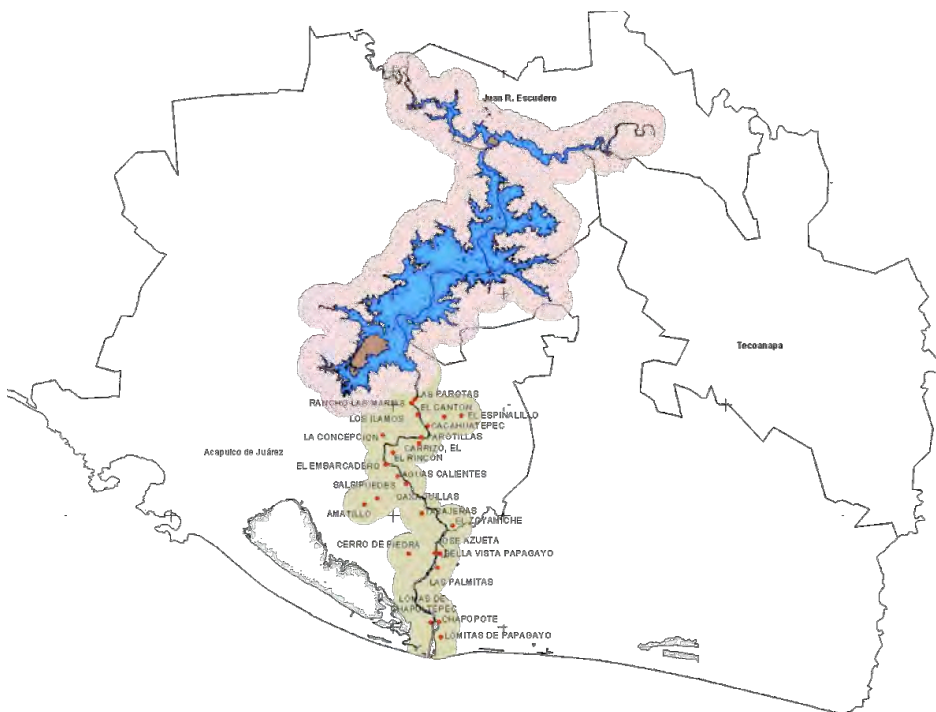 Juan R. Escudero
Tecoanapa
LAS PAROTAS
RANCHO LAS MARIAS
EL CANTON
EL ESPINALILLO
LOS ILAMOS
CACAHUATEPEC
LA CONCEPCION
PAROTILLAS
CARRIZO, EL
Acapulco de Juárez
EL RINCON
EL EMBARCADERO
AGUAS CALIENTES
SALSIPUEDES
AMATILLO
TASAJERAS
EL ZOYAMICHE
JOSE AZUETA
CERRO DE PIEDRA
BELLA VISTA PAPAGAYO
LAS PALMITAS
LOMAS DE
CHAPULTEPEC
CHAPOPOTE
LOMITAS DE PAPAGAYO